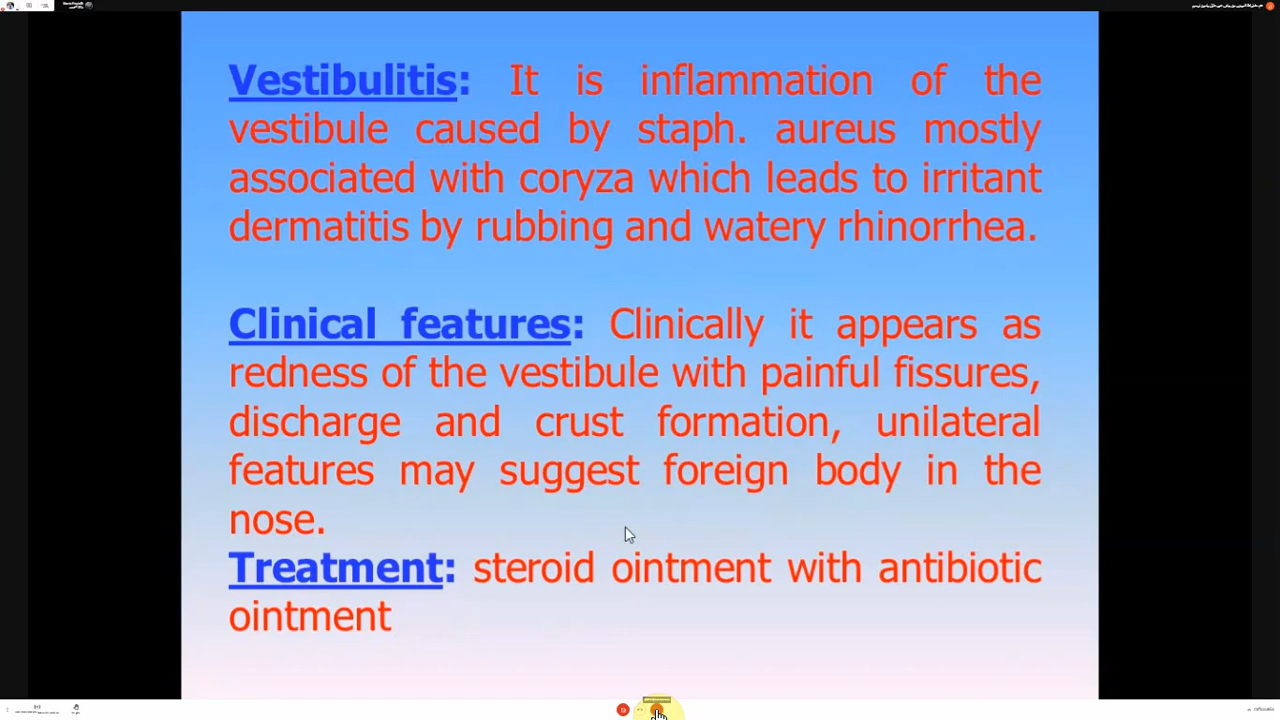 Vestibulitis: It is inflammation of the
vestibule caused by staph. aureus mostly
associated with coryza which leads to irritant
dermatitis by rubbing and watery rhinorrhea.
Clinical features: Clinically it appears as
redness of the vestibule with painful fissures,
discharge and crust formation, unilateral
features may suggest foreign body in the
nose.
Treatment: steroid ointment with antibiotic
ointment